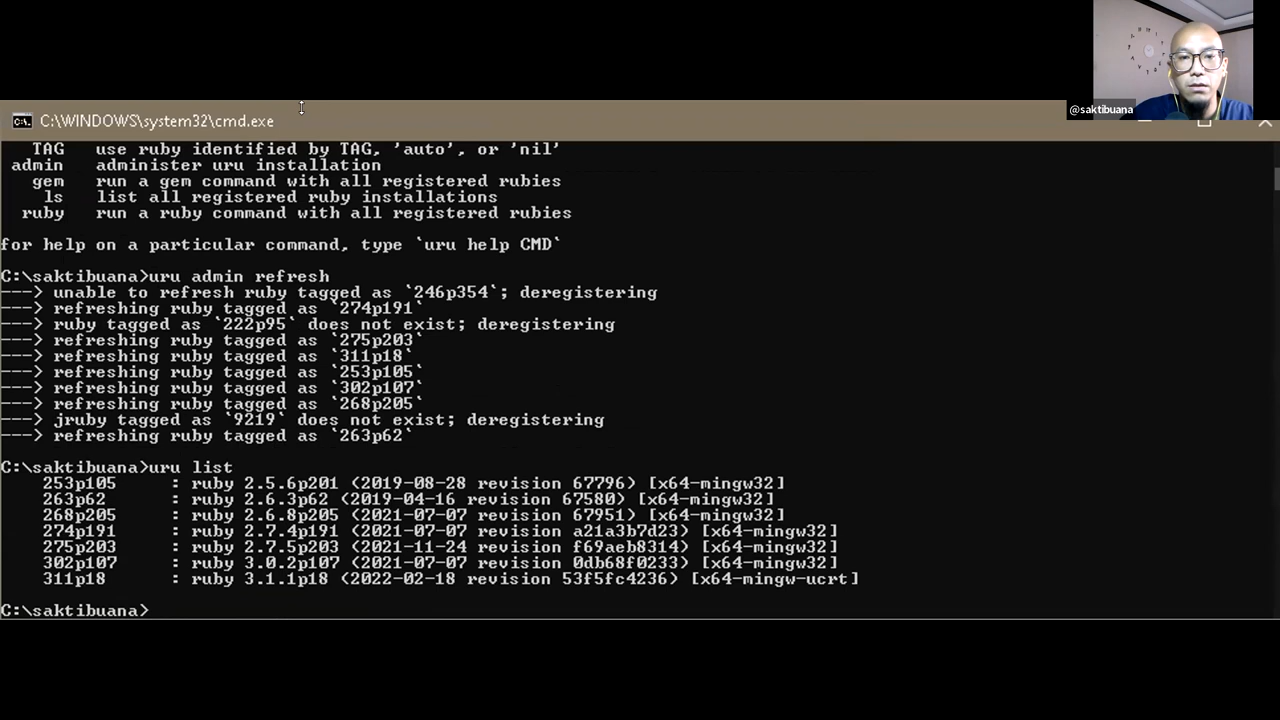 @saktibuana
C:\WINDOWS\system32\cmd.exe
TAG use ruby identified by TAG, 'auto', or 'nil'
admin administer uru installation
gem run a gem command with all registered rubies
ls list all registered ruby installations
ruby run a ruby command with all registered rubies
for help on a particular command, type `uru help CMD`
C:\saktibuana>uru admin refresh
---> unable to refresh ruby tagged as `246p354`; deregistering
---> refreshing ruby tagged as `274p191`
---> ruby tagged as `222p95` does not exist; deregistering
---> refreshing ruby tagged as `275p203`
---> refreshing ruby tagged as `311p18`
---> refreshing ruby tagged as `253p105`
---> refreshing ruby tagged as `302p107`
---> refreshing ruby tagged as `268p205`
---> jruby tagged as `9219` does not exist; deregistering
---> refreshing ruby tagged as `263p62`
C:\saktibuana>uru list
253p105 : ruby 2.5.6p201 (2019-08-28 revision 67796) [x64-mingw32]
263p62 : ruby 2.6.3p62 (2019-04-16 revision 67580) [x64-mingw32]
268p205 : ruby 2.6.8p205 (2021-07-07 revision 67951) [x64-mingw32]
274p191 : ruby 2.7.4p191 (2021-07-07 revision a21a3b7d23) [x64-mingw32]
275p203 : ruby 2.7.5p203 (2021-11-24 revision f69aeb8314) [x64-mingw32]
302p107 : ruby 3.0.2p107 (2021-07-07 revision 0db68f0233) [x64-mingw32]
311p18 : ruby 3.1.1p18 (2022-02-18 revision 53f5fc4236) [x64-mingw-ucrt]
C:\saktibuana>